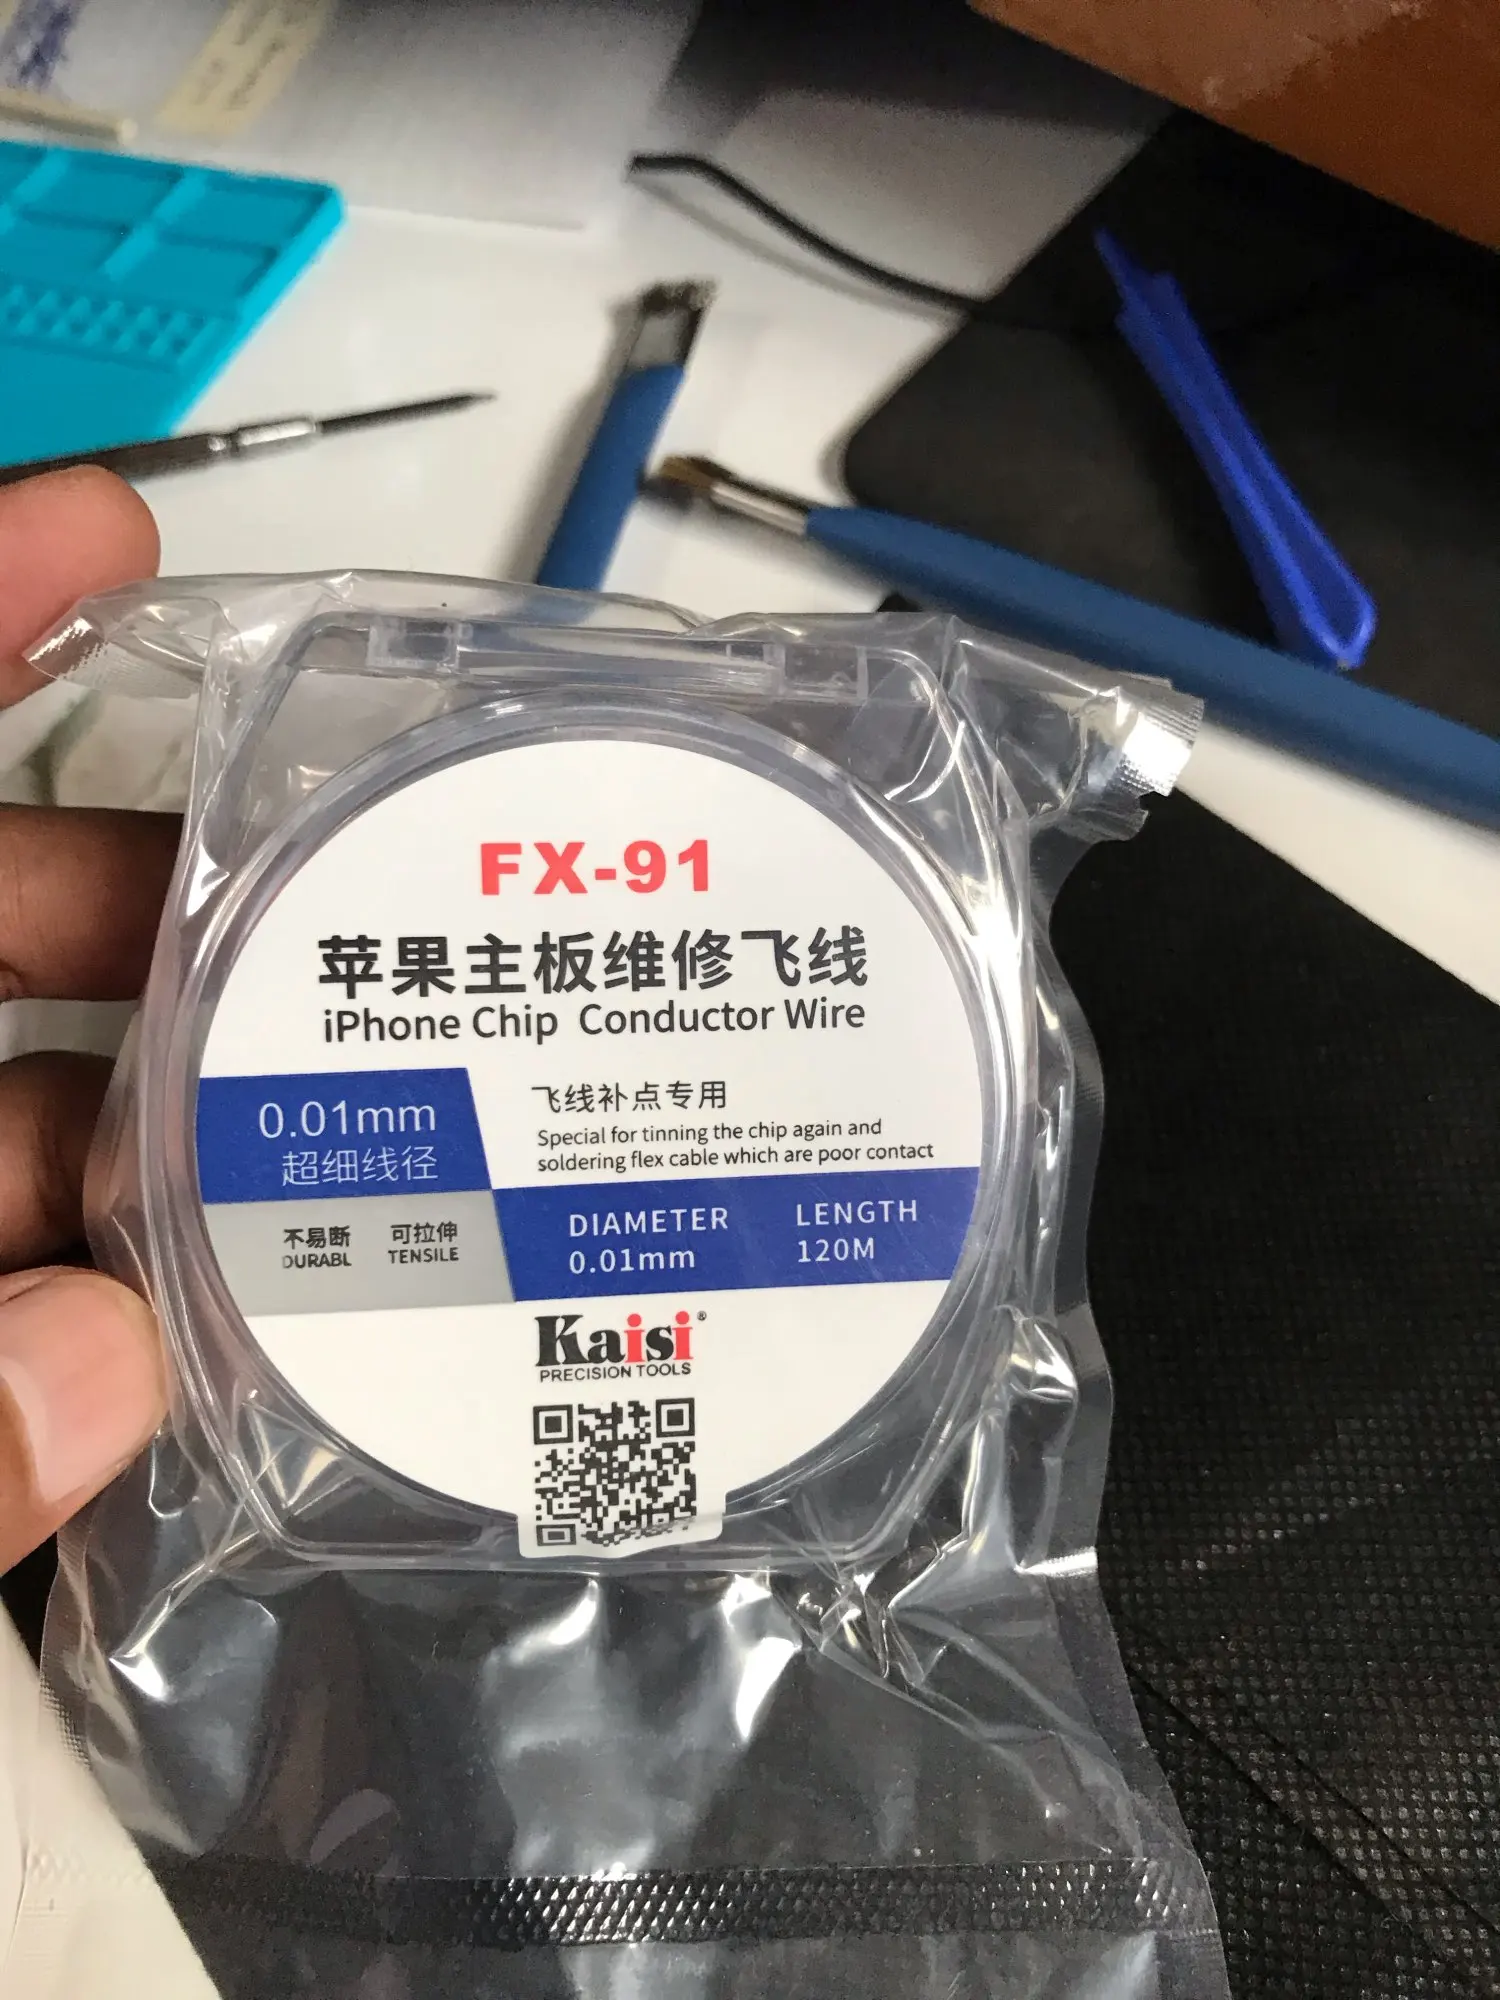 FX-91
苹果主板维修飞线
iPhone Chip Conductor Wire
0.01mm
超细线径
飞线补点专用
Special for tinning the chip again and
soldering flex cable which are poor contact
不易断 可拉伸
DURABL TENSILE
DIAMETER LENGTH
0.01mm 120M
Kaisi®
PRECISION TOOLS